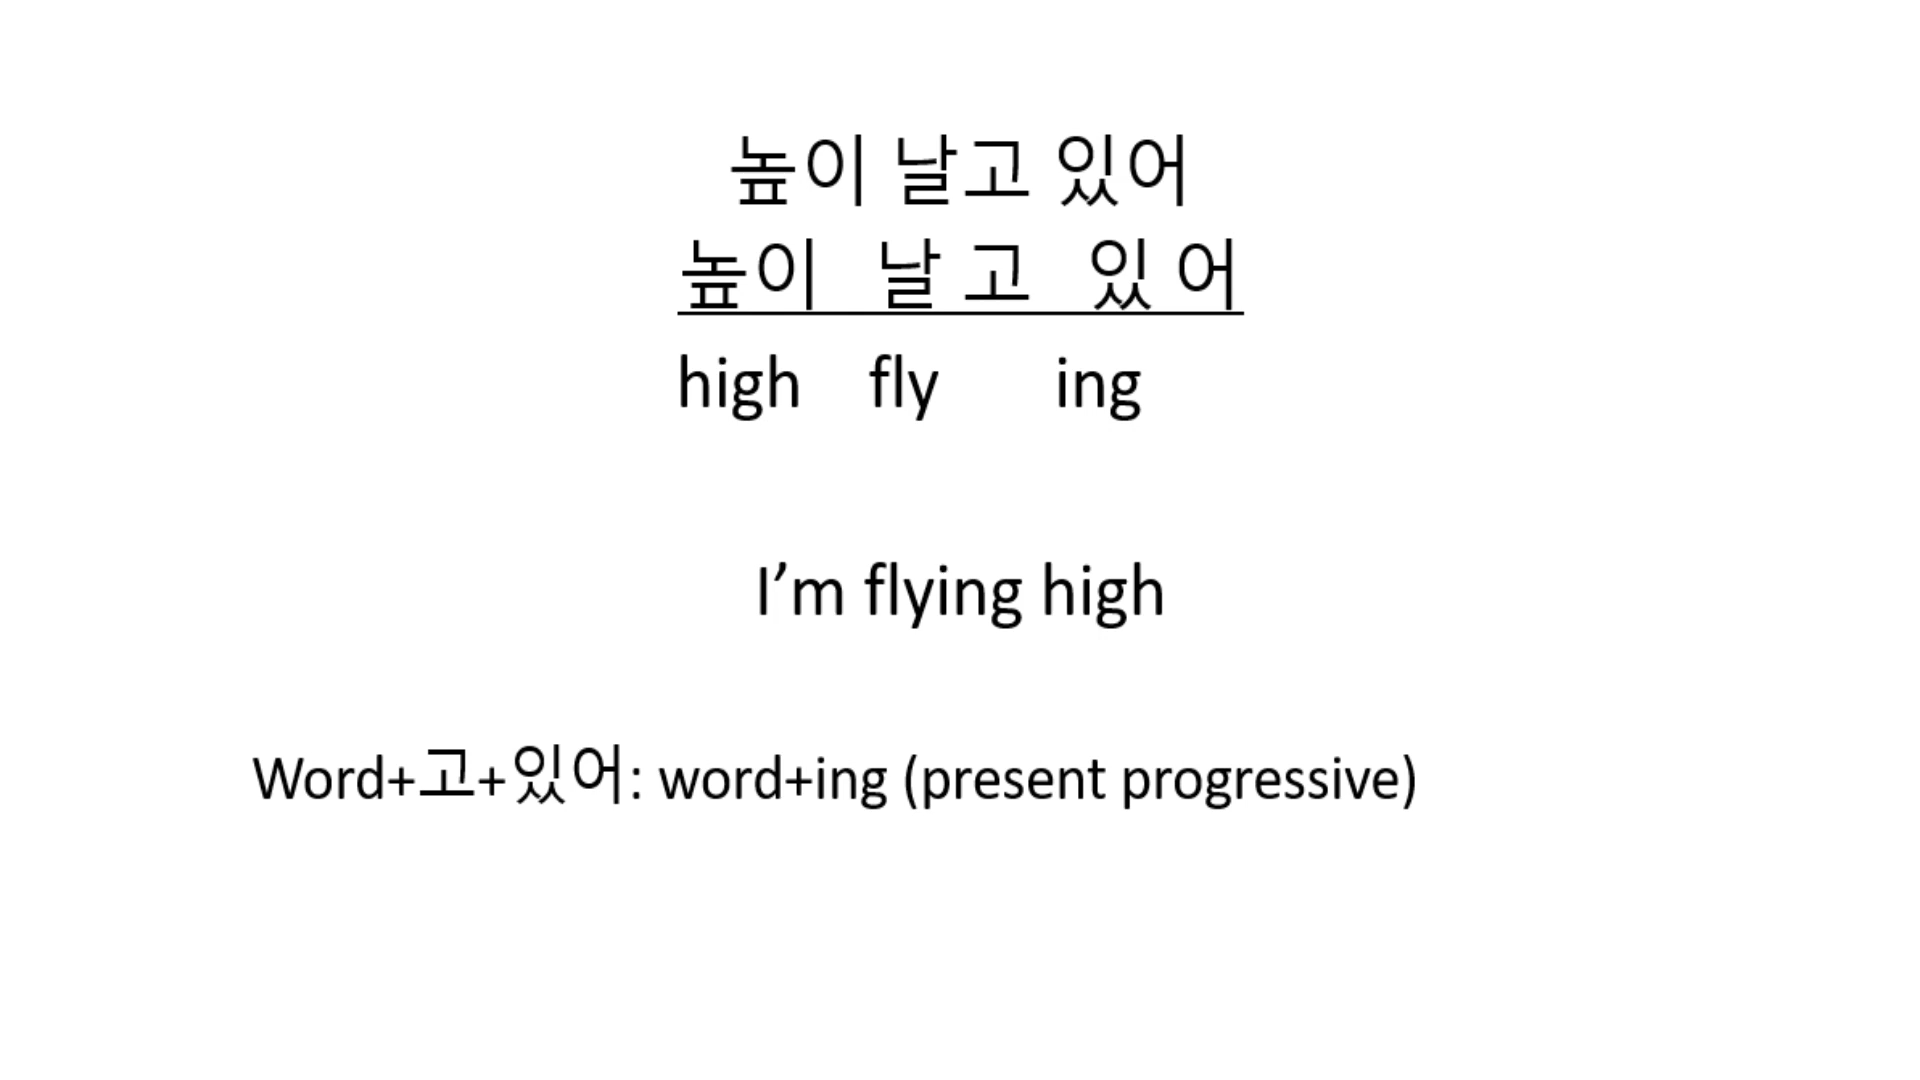 높이 날고 있어
높이 날 고 있 어
high fly ing
I’m flying high
Word+고+있어: word+ing (present progressive)